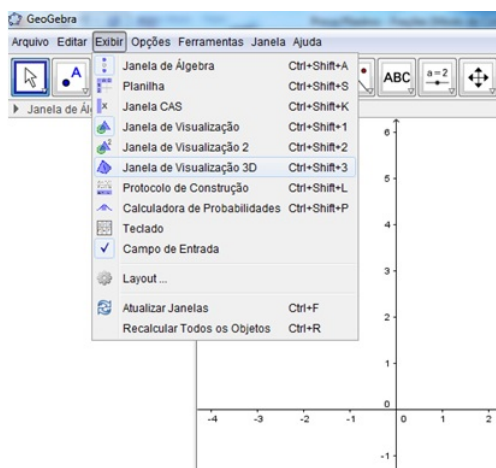 GeoGebra
Arquivo Editar Exibir Opções Ferramentas Janela Ajuda
A ABC a=2
Janela de Ál
Janela de Álgebra Ctrl+Shift+A
Planilha Ctrl+Shift+S
Janela CAS Ctrl+Shift+K
Janela de Visualização Ctrl+Shift+1
Janela de Visualização 2 Ctrl+Shift+2
Janela de Visualização 3D Ctrl+Shift+3
Protocolo de Construção Ctrl+Shift+L
Calculadora de Probabilidades Ctrl+Shift+P
Teclado
Campo de Entrada
Layout ...
Atualizar Janelas Ctrl+F
Recalcular Todos os Objetos Ctrl+R
6
5
4
3
2
1
0
-4 -3 -2 -1 0 1 2
-1